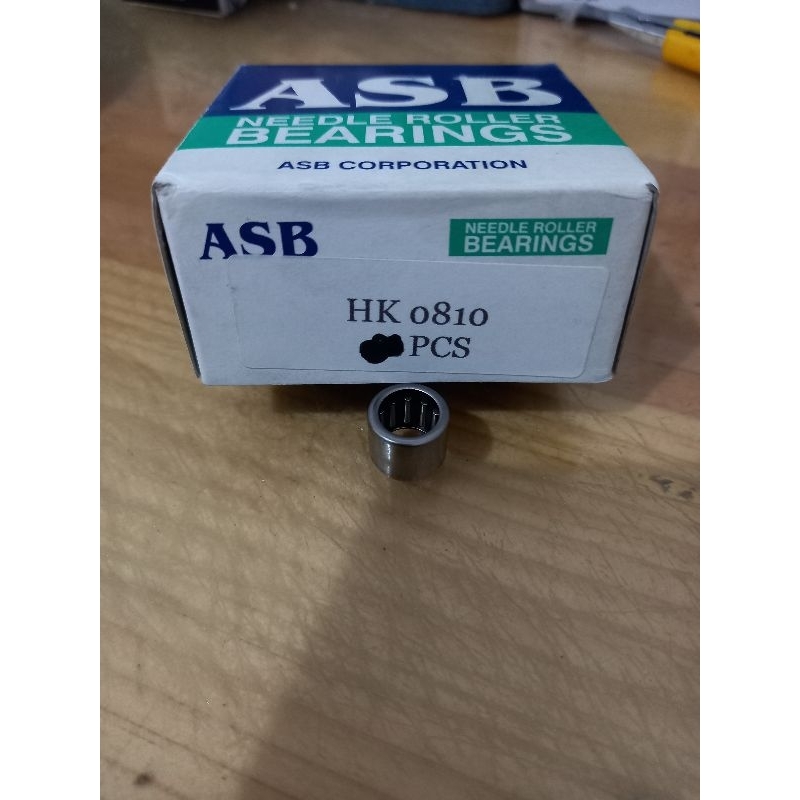 ASB
NEEDLE ROLLER
BEARINGS
ASB CORPORATION
ASB
NEEDLE ROLLER
BEARINGS
HK 0810
PCS